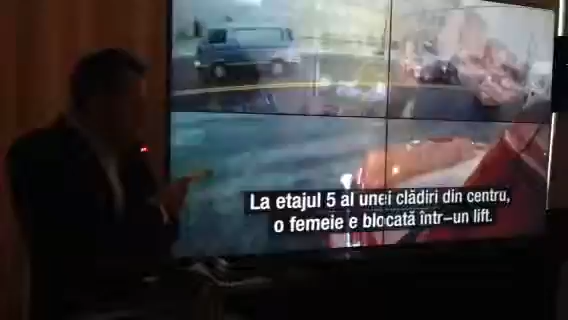 La etajul 5 al unei clădiri din centru,
o femeie e blocată într-un lift.